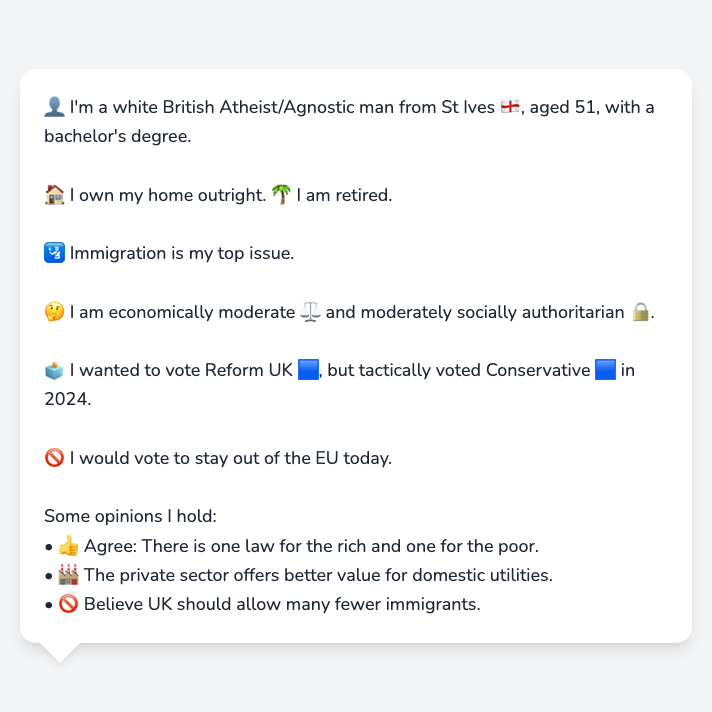 👤 I'm a white British Atheist/Agnostic man from St Ives 🏴󠁧󠁢󠁥󠁮󠁧󠁿, aged 51, with a
bachelor's degree.
🏠 I own my home outright. 🌴 I am retired.
🛂 Immigration is my top issue.
🤔 I am economically moderate ⚖️ and moderately socially authoritarian 🔒.
🗳️ I wanted to vote Reform UK 🟦, but tactically voted Conservative 🟦 in
2024.
🚫 I would vote to stay out of the EU today.
Some opinions I hold:
• 👍 Agree: There is one law for the rich and one for the poor.
• 🏭 The private sector offers better value for domestic utilities.
• 🚫 Believe UK should allow many fewer immigrants.